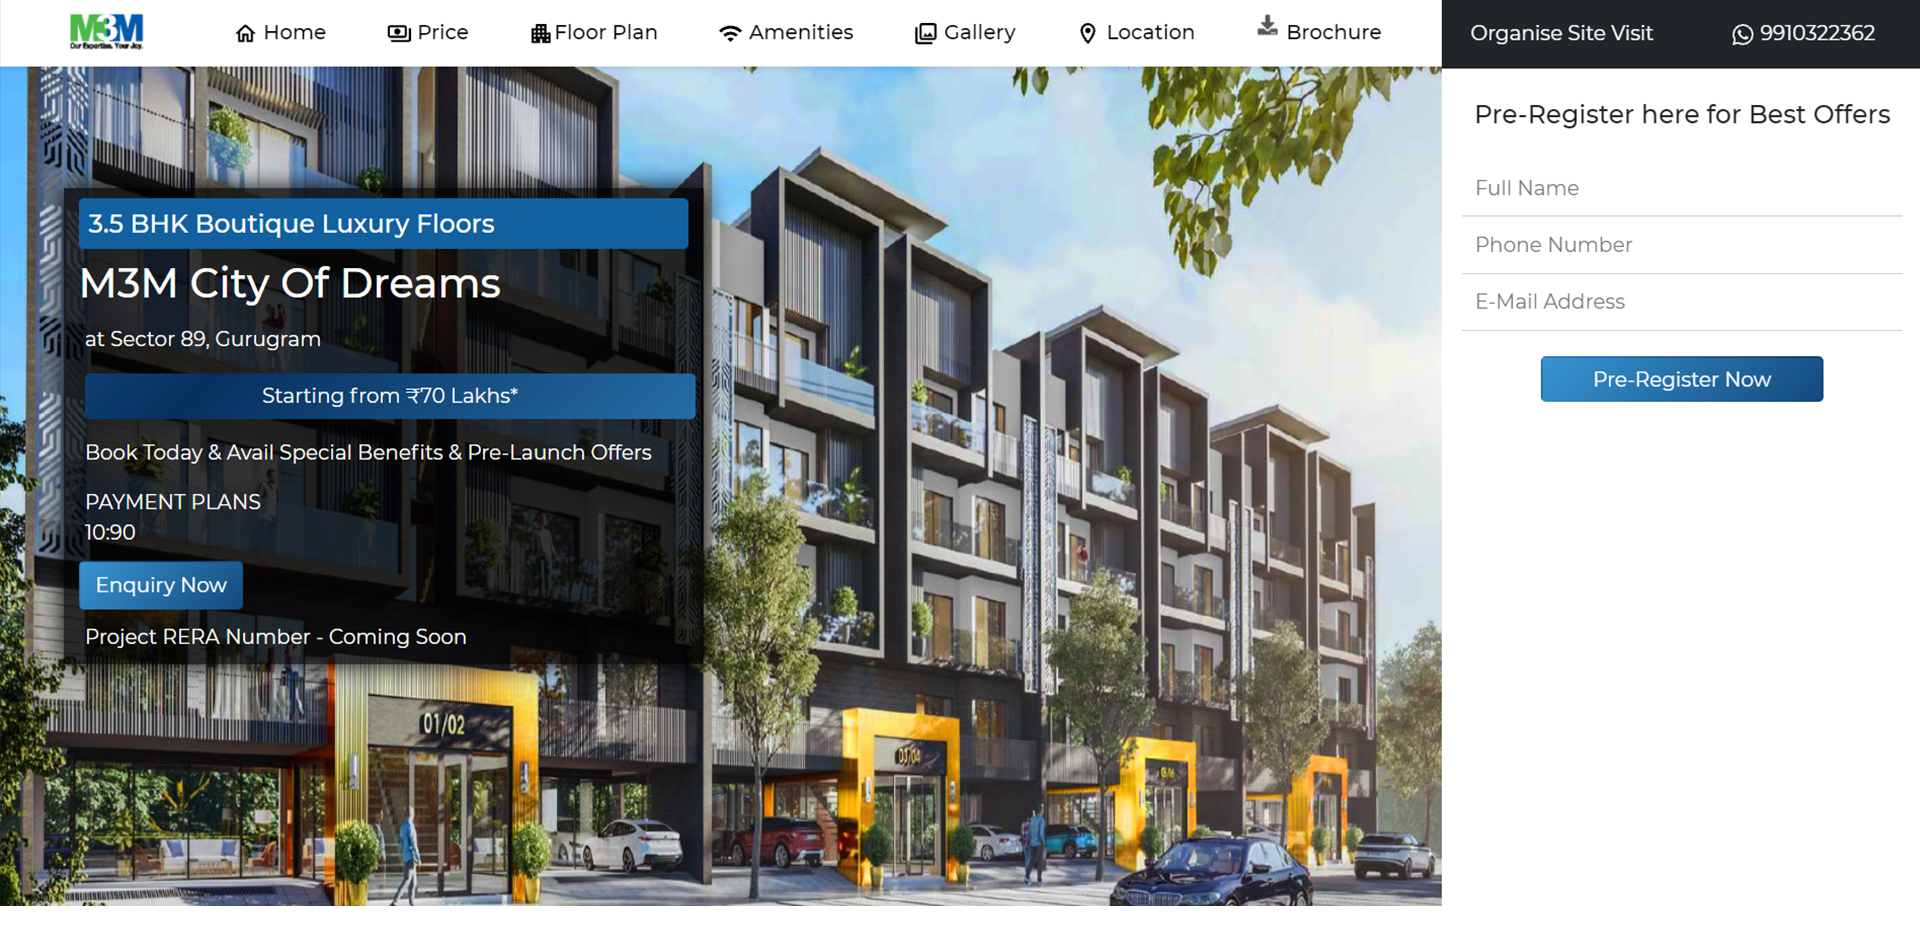 M3M
Our Expertise. Your Joy.
Home
Price
Floor Plan
Amenities
Gallery
Location
Brochure
Organise Site Visit
9910322362
3.5 BHK Boutique Luxury Floors
M3M City Of Dreams
at Sector 89, Gurugram
Starting from ₹70 Lakhs*
Book Today & Avail Special Benefits & Pre-Launch Offers
PAYMENT PLANS
10:90
Enquiry Now
Project RERA Number - Coming Soon
01/02
03/04
05/06
Pre-Register here for Best Offers
Full Name
Phone Number
E-Mail Address
Pre-Register Now